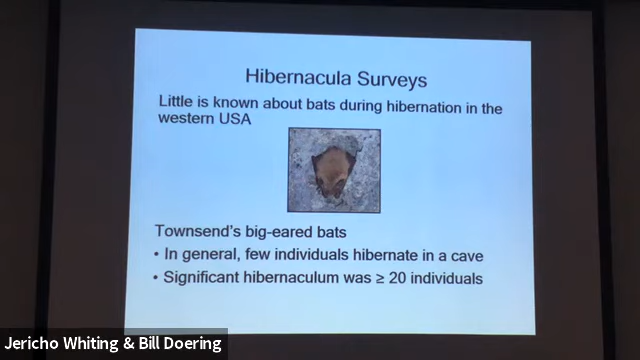 Hibernacula Surveys
Little is known about bats during hibernation in the
western USA
Townsend's big-eared bats
• In general, few individuals hibernate in a cave
• Significant hibernaculum was ≥ 20 individuals
Jericho Whiting & Bill Doering